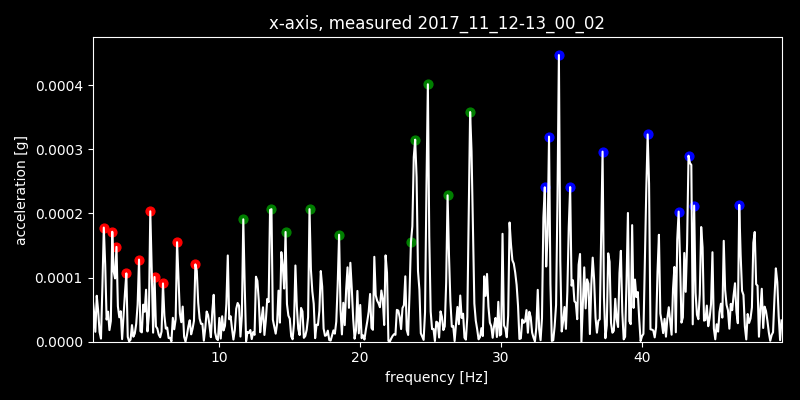 x-axis, measured 2017_11_12-13_00_02
acceleration [g]
0.0004
0.0003
0.0002
0.0001
0.0000
10 20 30 40
frequency [Hz]